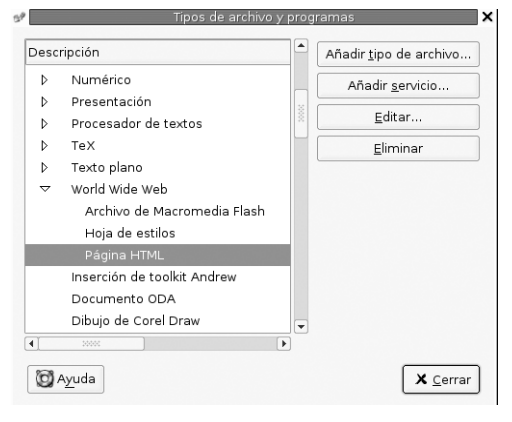 Tipos de archivo y programas
Descripción
Numérico
Presentación
Procesador de textos
TeX
Texto plano
World Wide Web
Archivo de Macromedia Flash
Hoja de estilos
Página HTML
Inserción de toolkit Andrew
Documento ODA
Dibujo de Corel Draw
Añadir tipo de archivo...
Añadir servicio...
Editar...
Eliminar
Ayuda
Cerrar